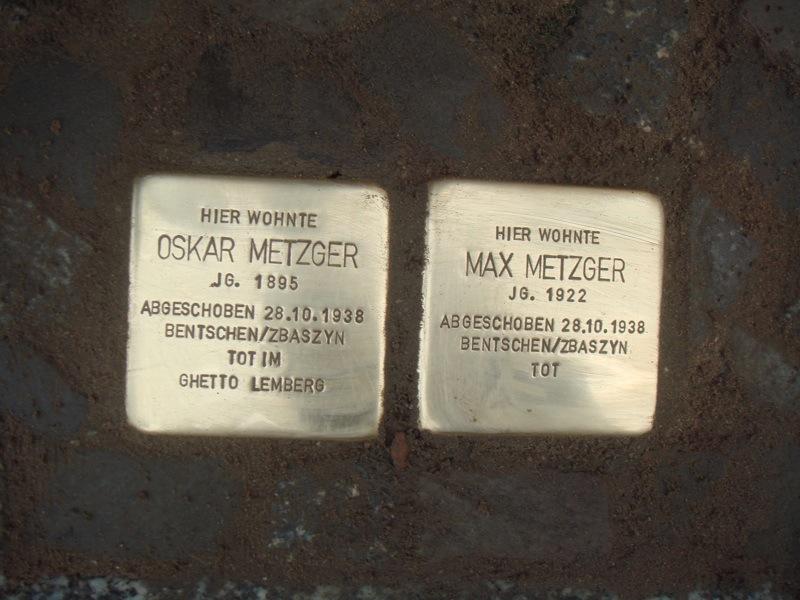 HIER WOHNTE
OSKAR METZGER
JG. 1895
ABGESCHOBEN 28.10.1938
BENTSCHEN/ZBASZYN
TOT IM
GHETTO LEMBERG
HIER WOHNTE
MAX METZGER
JG. 1922
ABGESCHOBEN 28.10.1938
BENTSCHEN/ZBASZYN
TOT